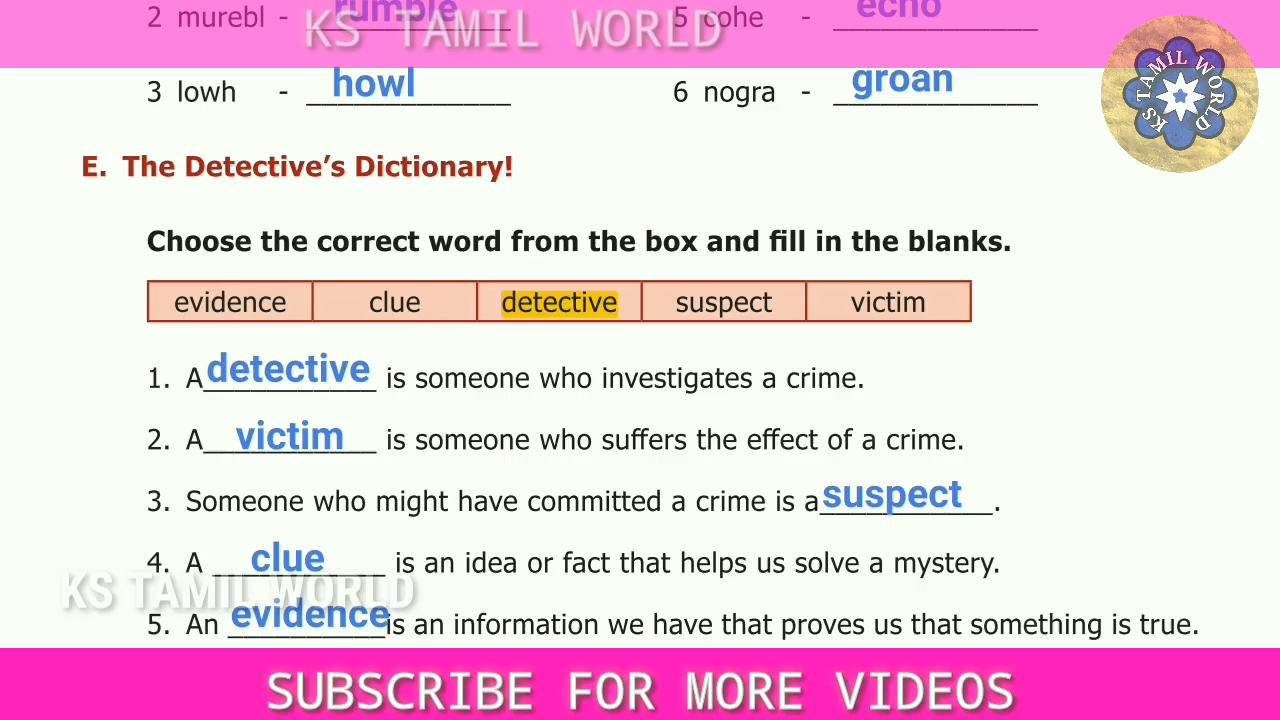 2 murebl - rumble 5 cohe - echo
KS TAMIL WORLD
3 lowh - howl 6 nogra - groan
KS TAMIL WORLD
E. The Detective’s Dictionary!
Choose the correct word from the box and fill in the blanks.
evidence clue detective suspect victim
1. A detective is someone who investigates a crime.
2. A victim is someone who suffers the effect of a crime.
3. Someone who might have committed a crime is a suspect.
4. A clue is an idea or fact that helps us solve a mystery.
KS TAMIL WORLD
5. An evidence is an information we have that proves us that something is true.
SUBSCRIBE FOR MORE VIDEOS